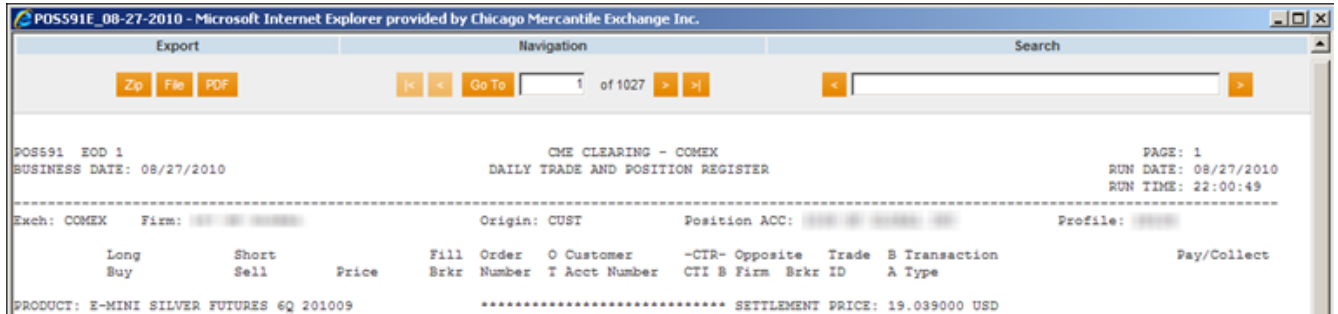 POS591E_08-27-2010 - Microsoft Internet Explorer provided by Chicago Mercantile Exchange Inc.
Export Navigation Search
Zip File PDF |< < Go To 1 of 1027 > >| < >
POS591 EOD 1 CME CLEARING - COMEX PAGE: 1
BUSINESS DATE: 08/27/2010 DAILY TRADE AND POSITION REGISTER RUN DATE: 08/27/2010
RUN TIME: 22:00:49
Exch: COMEX Firm: Origin: CUST Position ACC: Profile:
Long Short Fill Order O Customer -CTR- Opposite Trade B Transaction Pay/Collect
Buy Sell Price Brkr Number T Acct Number CTI B Firm Brkr ID A Type
PRODUCT: E-MINI SILVER FUTURES 6Q 201009 **************************** SETTLEMENT PRICE: 19.039000 USD